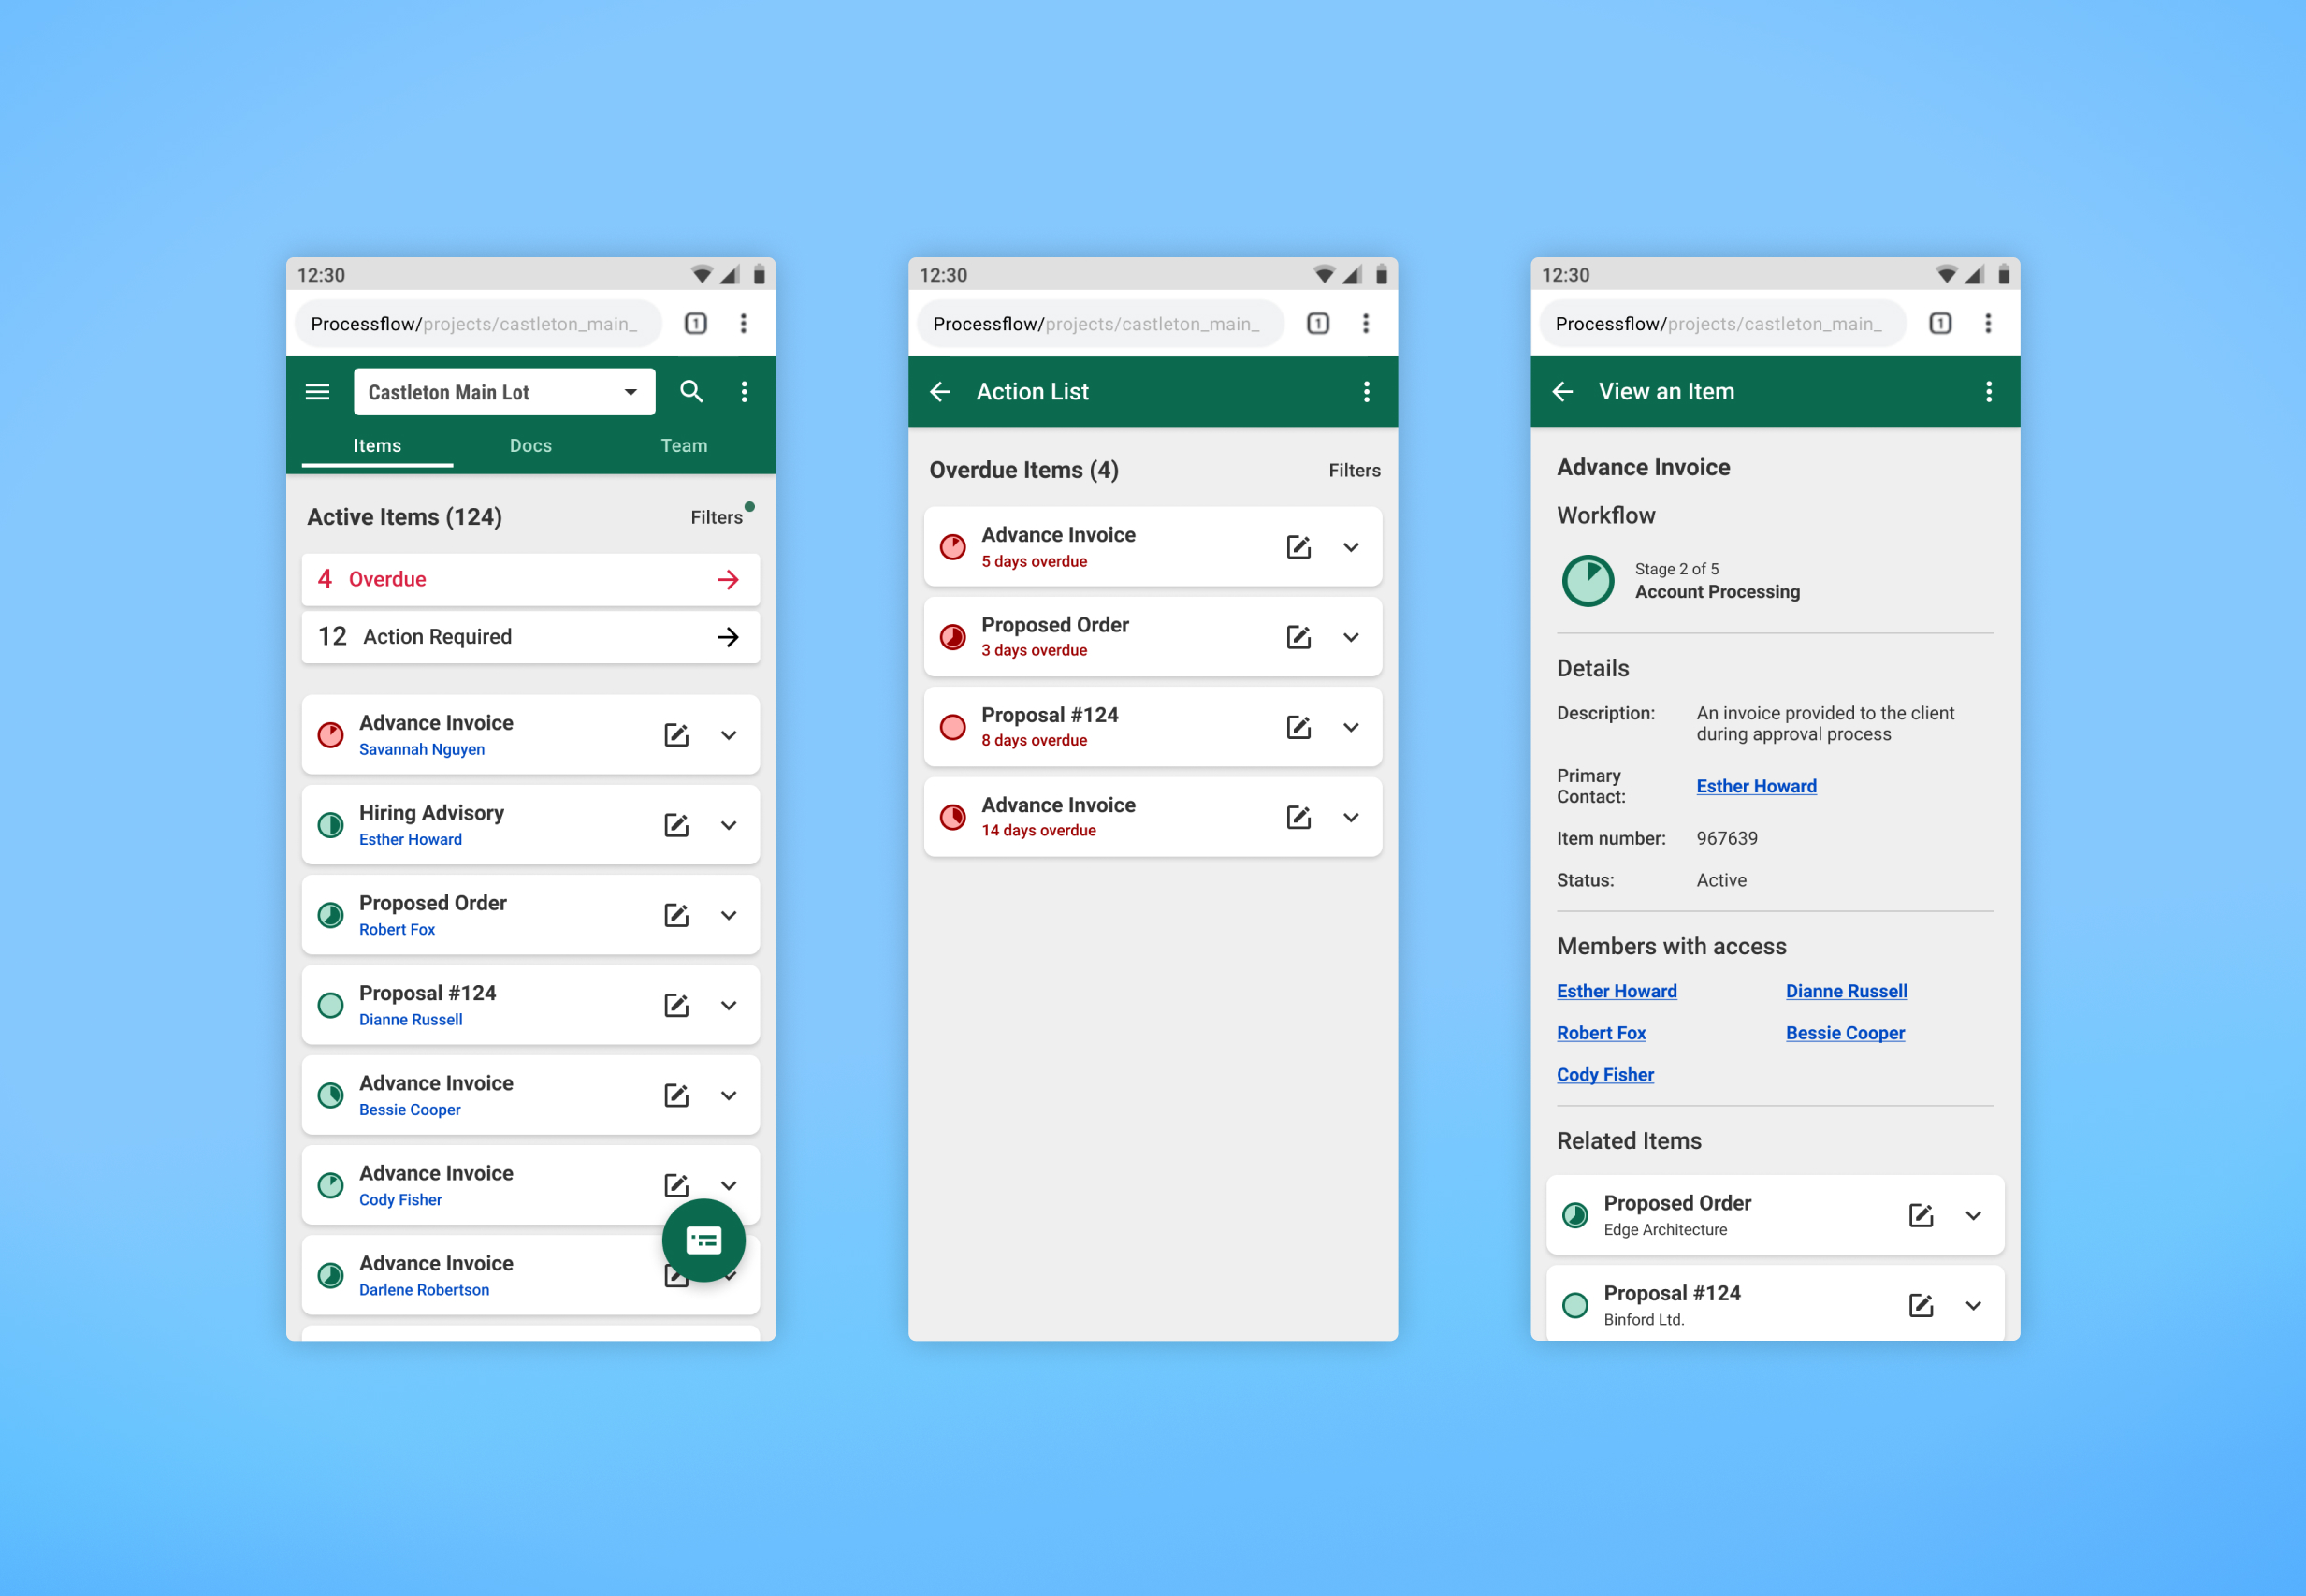 12:30
Processflow/projects/castleton_main_
1
Castleton Main Lot
Items Docs Team
Active Items (124) Filters
4 Overdue
12 Action Required
Advance Invoice
Savannah Nguyen
Hiring Advisory
Esther Howard
Proposed Order
Robert Fox
Proposal #124
Dianne Russell
Advance Invoice
Bessie Cooper
Advance Invoice
Cody Fisher
Advance Invoice
Darlene Robertson
12:30
Processflow/projects/castleton_main_
1
Action List
Overdue Items (4) Filters
Advance Invoice
5 days overdue
Proposed Order
3 days overdue
Proposal #124
8 days overdue
Advance Invoice
14 days overdue
12:30
Processflow/projects/castleton_main_
1
View an Item
Advance Invoice
Workflow
Stage 2 of 5
Account Processing
Details
Description: An invoice provided to the client
during approval process
Primary
Contact: Esther Howard
Item number: 967639
Status: Active
Members with access
Esther Howard Dianne Russell
Robert Fox Bessie Cooper
Cody Fisher
Related Items
Proposed Order
Edge Architecture
Proposal #124
Binford Ltd.